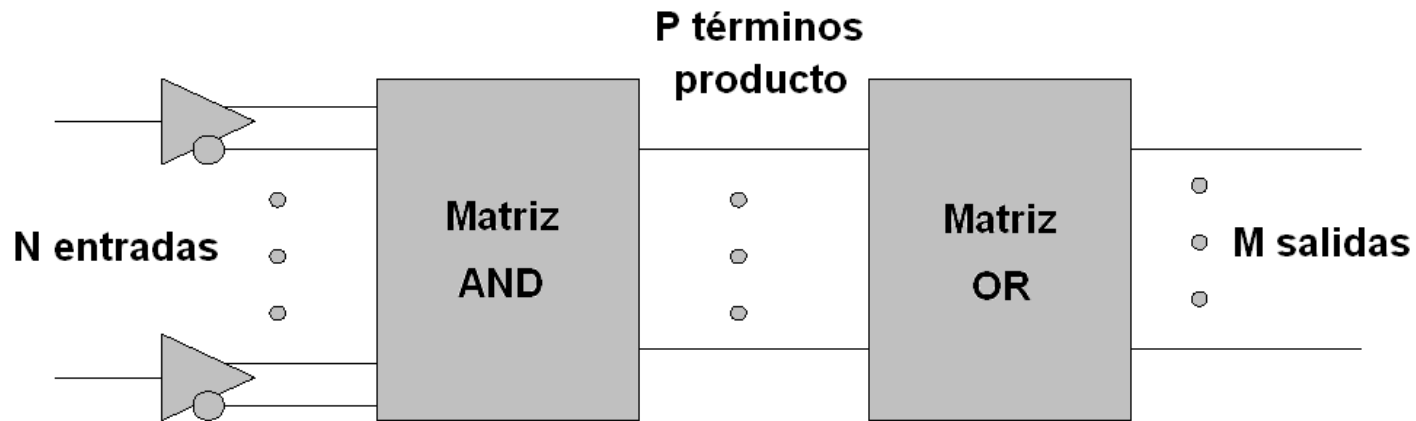 P términos
producto
N entradas
Matriz
AND
Matriz
OR
M salidas